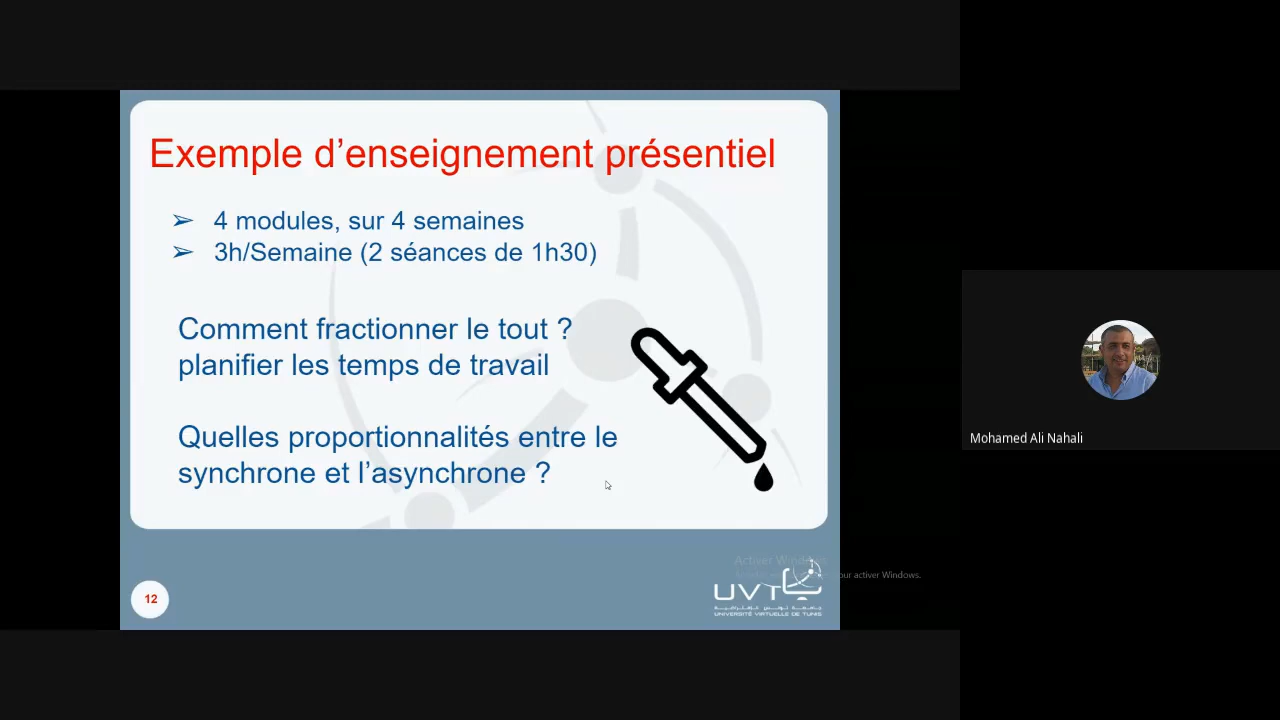 Exemple d’enseignement présentiel
➢ 4 modules, sur 4 semaines
➢ 3h/Semaine (2 séances de 1h30)
Comment fractionner le tout ?
planifier les temps de travail
Quelles proportionnalités entre le
synchrone et l’asynchrone ?
Mohamed Ali Nahali
Activer Windows
pour activer Windows.
12
UVT
جامعة تونس الافتراضية
UNIVERSITÉ VIRTUELLE DE TUNIS